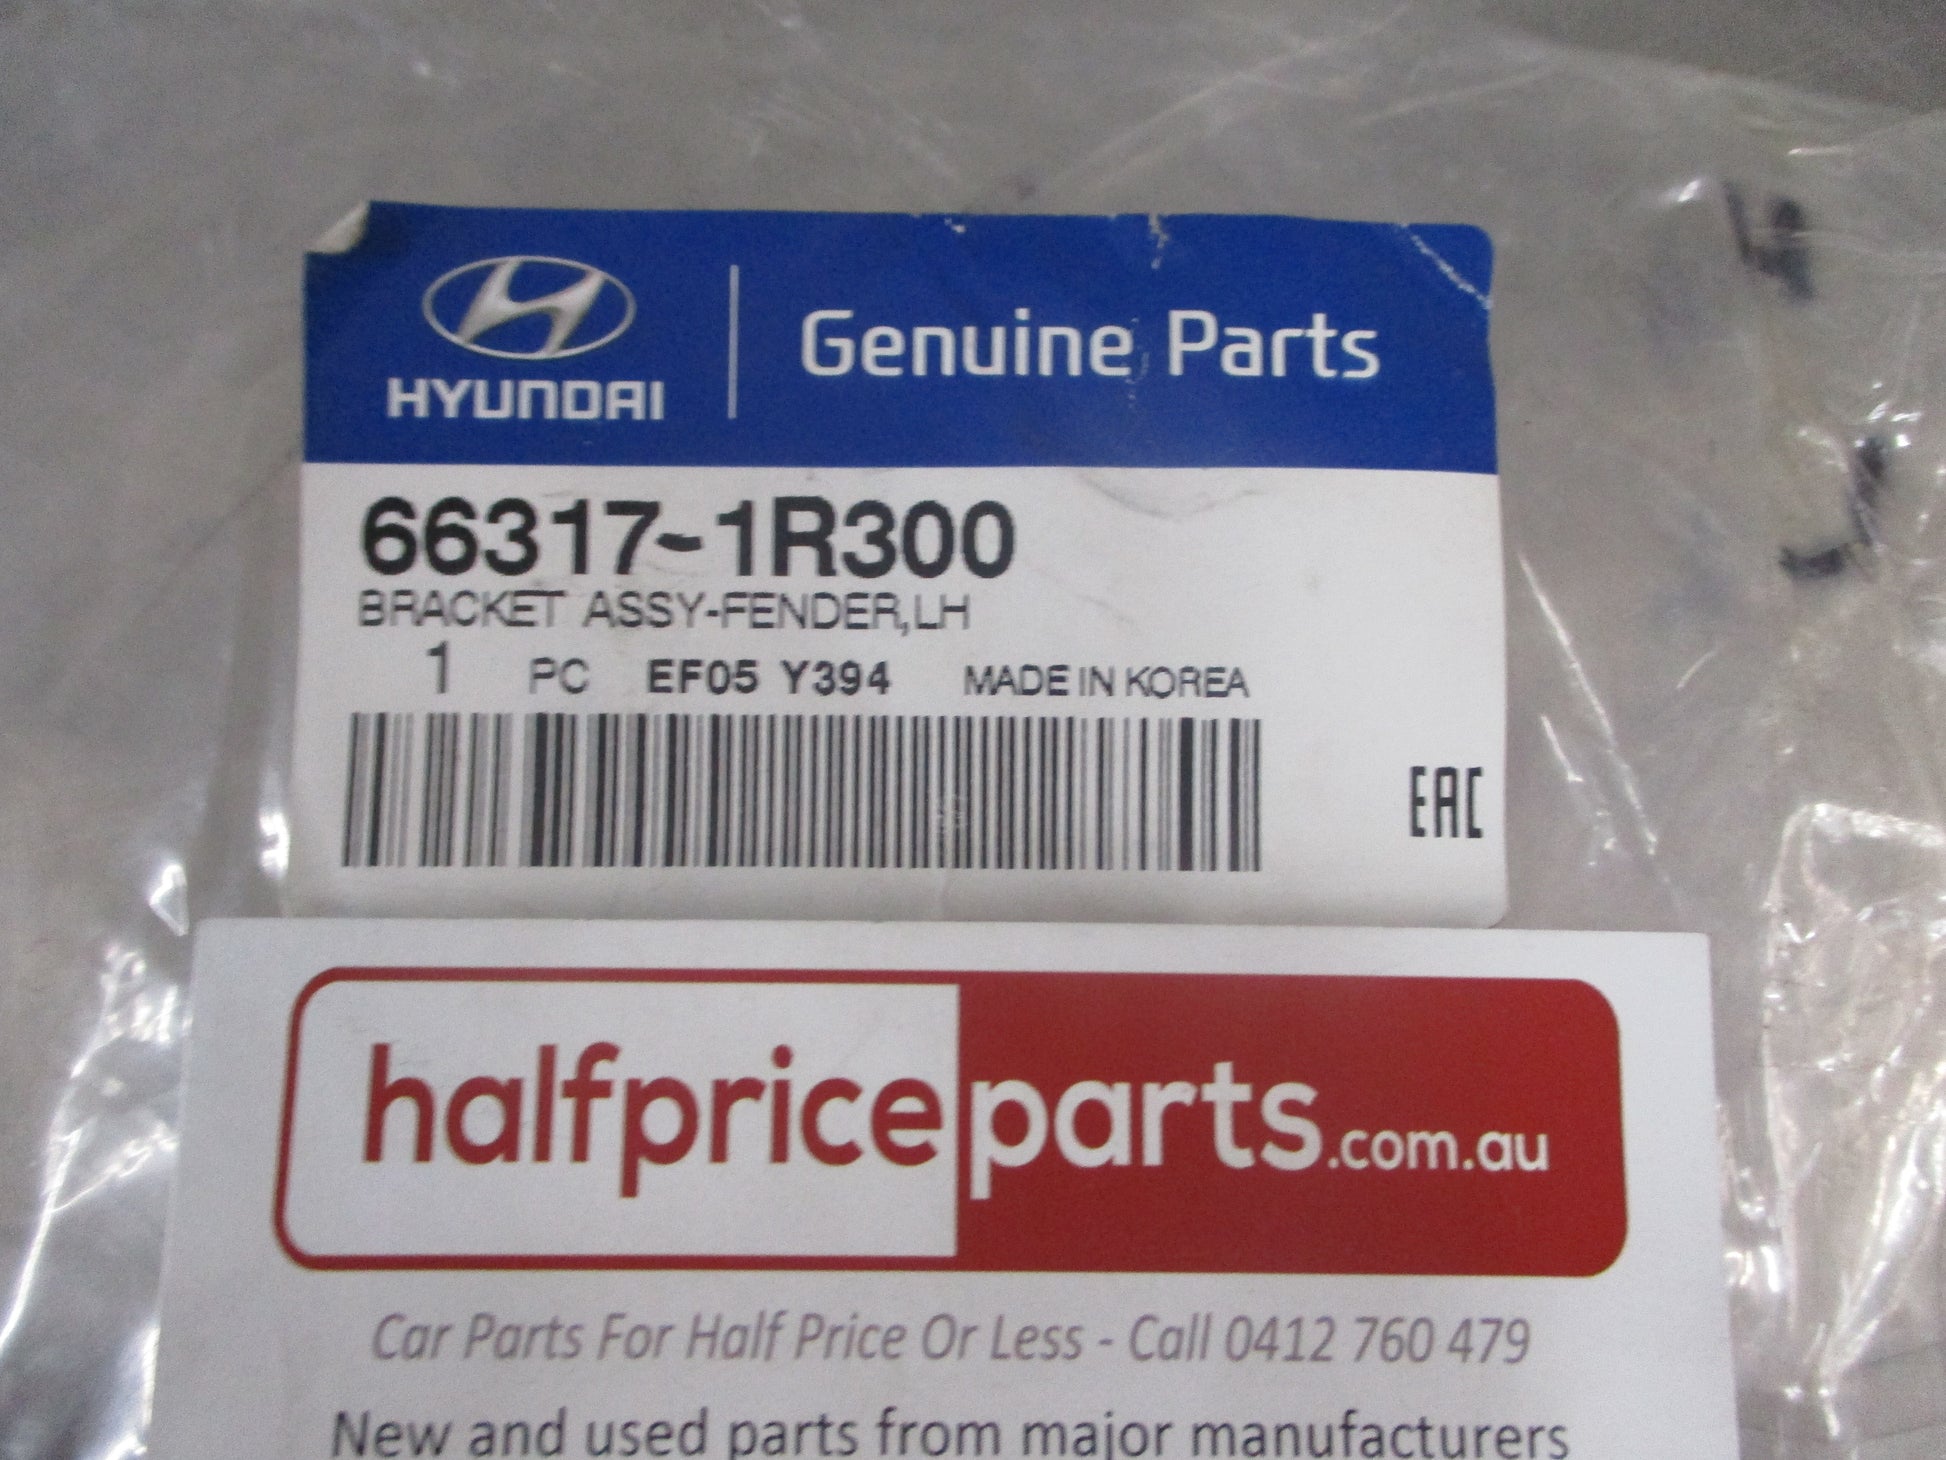 HYUNDAI
Genuine Parts
66317-1R300
BRACKET ASSY-FENDER,LH
1 PC EF05 Y394 MADE IN KOREA
EAC
halfpriceparts.com.au
Car Parts For Half Price Or Less - Call 0412 760 479
New and used parts from major manufacturers